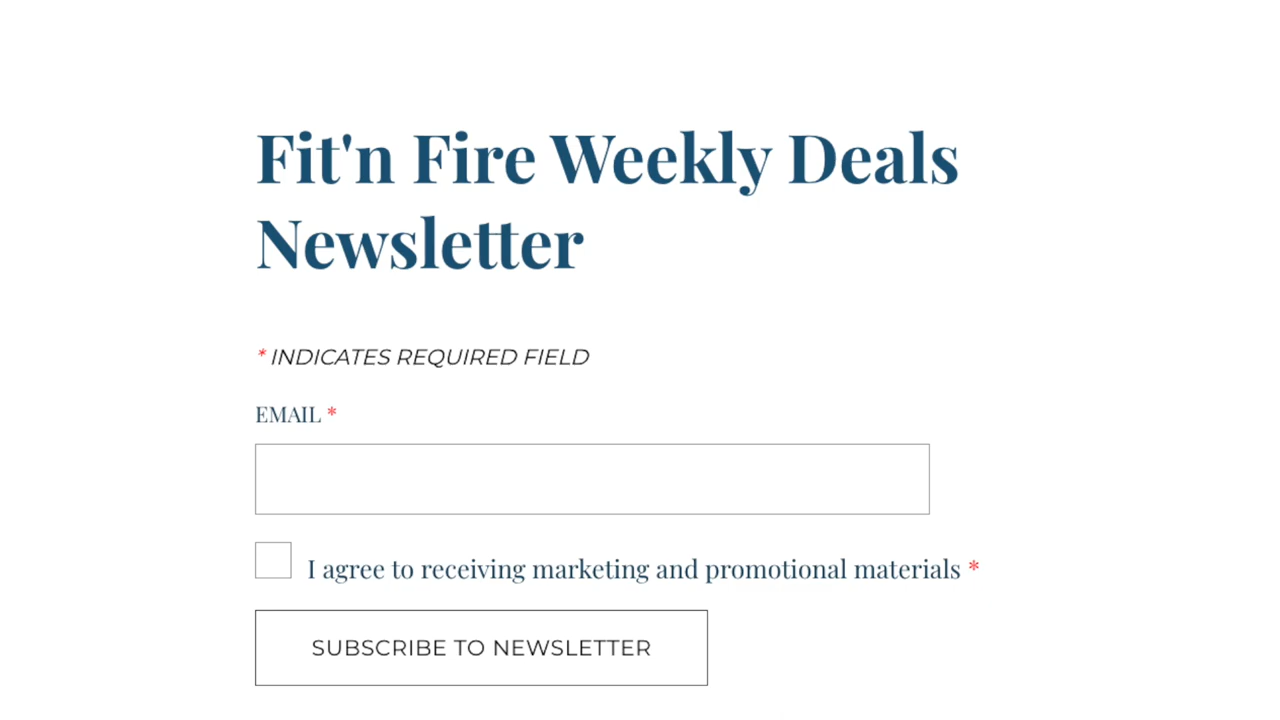 Fit'n Fire Weekly Deals
Newsletter
* INDICATES REQUIRED FIELD
EMAIL *
I agree to receiving marketing and promotional materials *
SUBSCRIBE TO NEWSLETTER